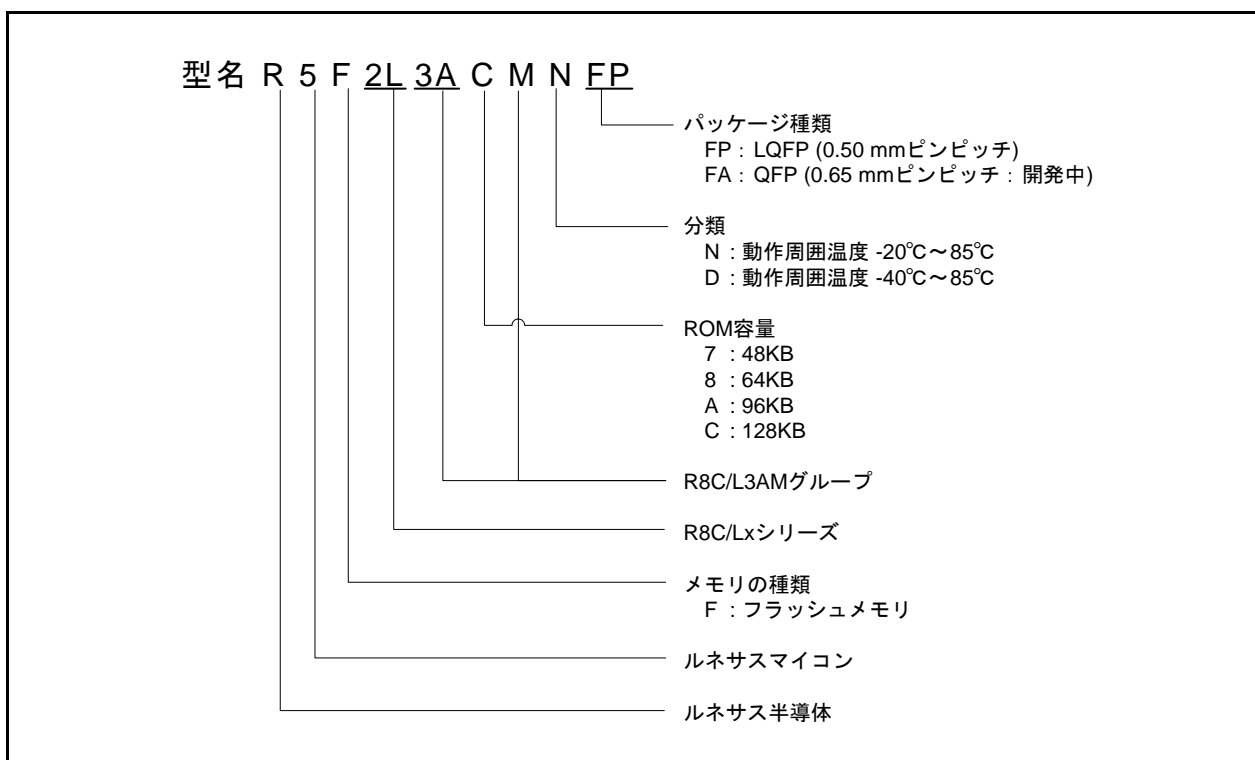 型名 R 5 F 2L 3A C M N FP
パッケージ種類
FP : LQFP (0.50 mmピンピッチ)
FA : QFP (0.65 mmピンピッチ : 開発中)
分類
N : 動作周囲温度 -20℃～85℃
D : 動作周囲温度 -40℃～85℃
ROM容量
7 : 48KB
8 : 64KB
A : 96KB
C : 128KB
R8C/L3AMグループ
R8C/Lxシリーズ
メモリの種類
F : フラッシュメモリ
ルネサスマイコン
ルネサス半導体